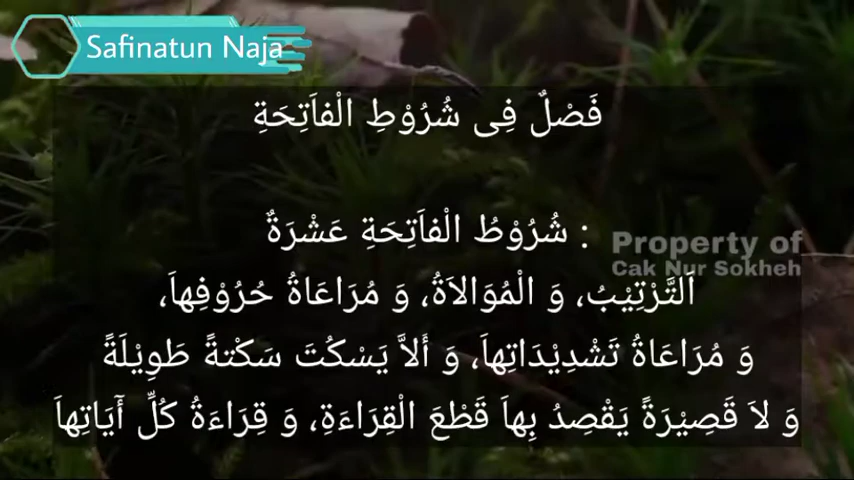 Safinatun Naja
فَصْلٌ فِى شُرُوْطِ الْفاَتِحَةِ
شُرُوْطُ الْفاَتِحَةِ عَشْرَةٌ :
Property of
Cak Nur Sokheh
اَلتَّرْتِيْبُ، وَ الْمُوَالاَةُ، وَ مُرَاعَاةُ حُرُوْفِهاَ،
وَ مُرَاعَاةُ تَشْدِيْدَاتِهاَ، وَ أَلاَّ يَسْكُتَ سَكْتةً طَوِيْلَةً
وَ لاَ قَصِيْرَةً يَقْصِدُ بِهاَ قَطْعَ الْقِرَاءَةِ، وَ قِرَاءَةُ كُلِّ أٓيَاتِهاَ